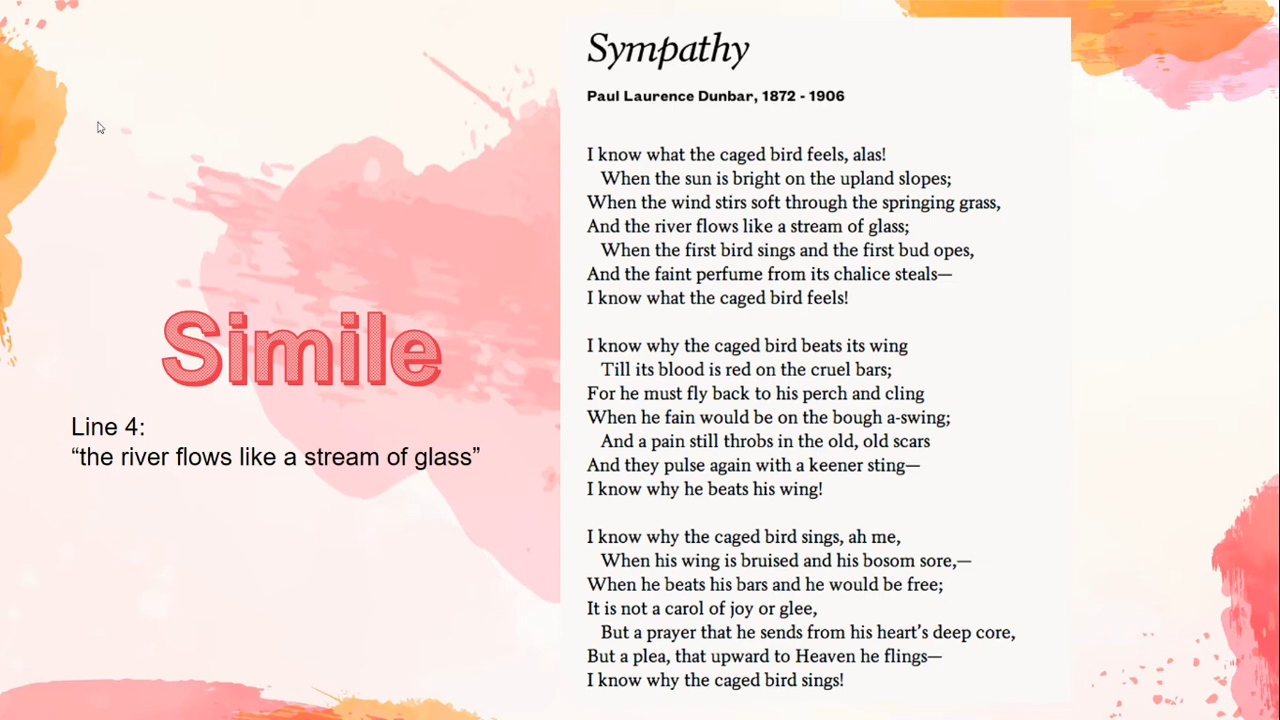 Simile
Line 4:
“the river flows like a stream of glass”
Sympathy
Paul Laurence Dunbar, 1872 - 1906
I know what the caged bird feels, alas!
When the sun is bright on the upland slopes;
When the wind stirs soft through the springing grass,
And the river flows like a stream of glass;
When the first bird sings and the first bud opes,
And the faint perfume from its chalice steals—
I know what the caged bird feels!
I know why the caged bird beats its wing
Till its blood is red on the cruel bars;
For he must fly back to his perch and cling
When he fain would be on the bough a-swing;
And a pain still throbs in the old, old scars
And they pulse again with a keener sting—
I know why he beats his wing!
I know why the caged bird sings, ah me,
When his wing is bruised and his bosom sore,—
When he beats his bars and he would be free;
It is not a carol of joy or glee,
But a prayer that he sends from his heart’s deep core,
But a plea, that upward to Heaven he flings—
I know why the caged bird sings!